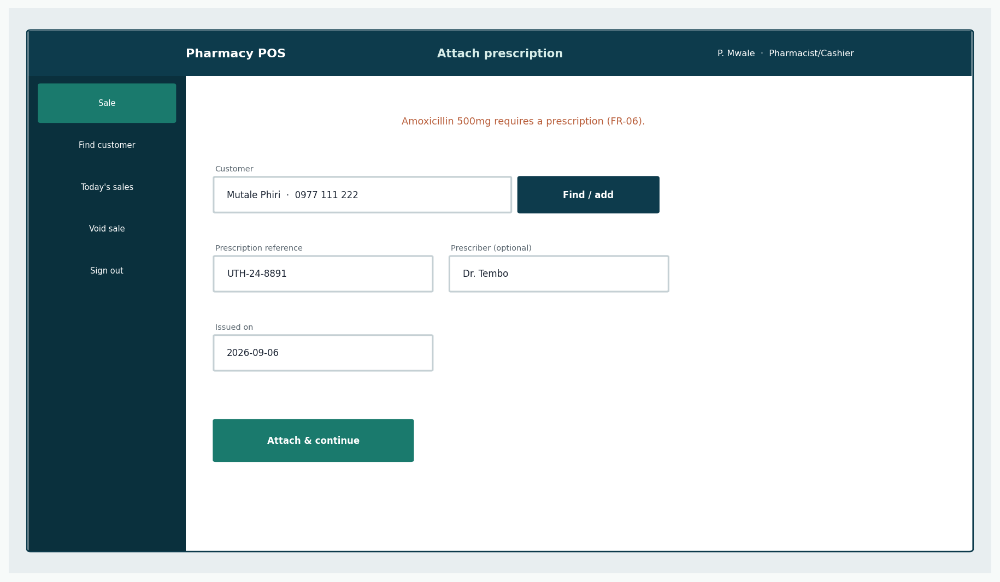 Pharmacy POS
Attach prescription
P. Mwale · Pharmacist/Cashier
Sale
Find customer
Today's sales
Void sale
Sign out
Amoxicillin 500mg requires a prescription (FR-06).
Customer
Mutale Phiri · 0977 111 222
Find / add
Prescription reference
Prescriber (optional)
UTH-24-8891
Dr. Tembo
Issued on
2026-09-06
Attach & continue